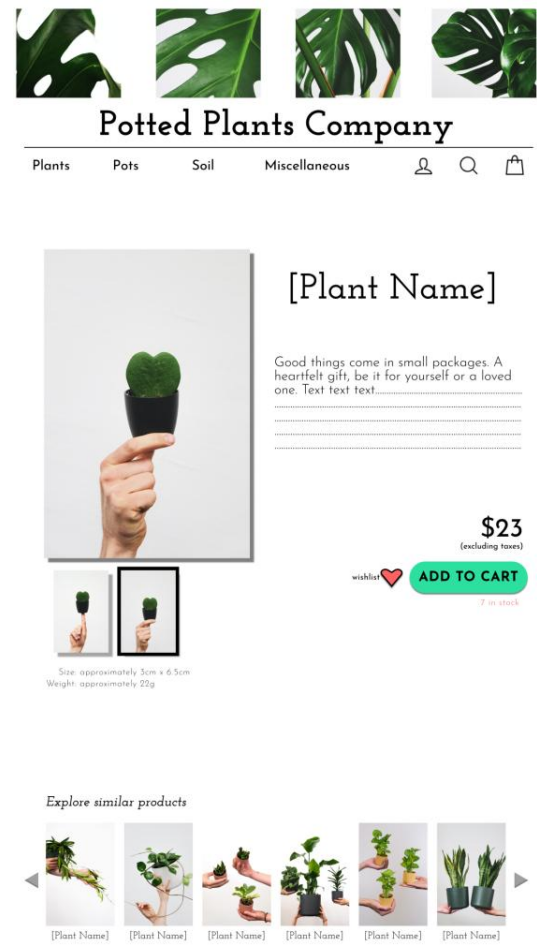 Potted Plants Company
Plants Pots Soil Miscellaneous
[Plant Name]
Good things come in small packages. A
heartfelt gift, be it for yourself or a loved
one. Text text text
$23
(excluding taxes)
wishlist ADD TO CART
7 in stock
Size: approximately 3cm x 6.5cm
Weight: approximately 22g
Explore similar products
[Plant Name] [Plant Name] [Plant Name] [Plant Name] [Plant Name] [Plant Name]